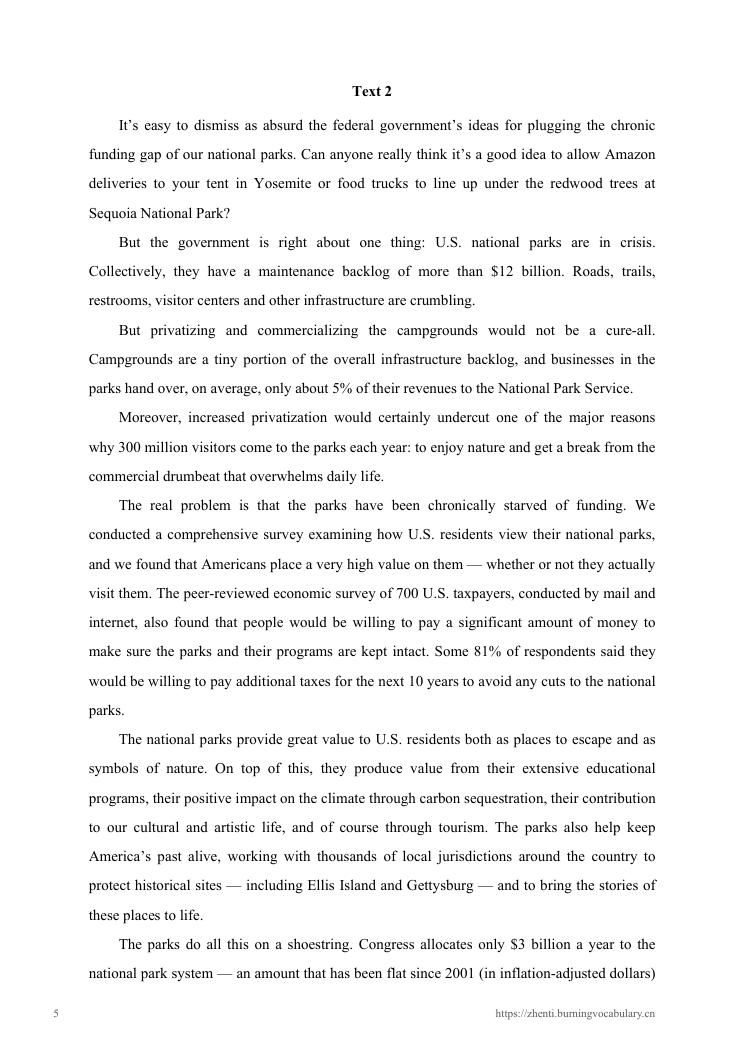 Text 2
It’s easy to dismiss as absurd the federal government’s ideas for plugging the chronic
funding gap of our national parks. Can anyone really think it’s a good idea to allow Amazon
deliveries to your tent in Yosemite or food trucks to line up under the redwood trees at
Sequoia National Park?
But the government is right about one thing: U.S. national parks are in crisis.
Collectively, they have a maintenance backlog of more than $12 billion. Roads, trails,
restrooms, visitor centers and other infrastructure are crumbling.
But privatizing and commercializing the campgrounds would not be a cure-all.
Campgrounds are a tiny portion of the overall infrastructure backlog, and businesses in the
parks hand over, on average, only about 5% of their revenues to the National Park Service.
Moreover, increased privatization would certainly undercut one of the major reasons
why 300 million visitors come to the parks each year: to enjoy nature and get a break from the
commercial drumbeat that overwhelms daily life.
The real problem is that the parks have been chronically starved of funding. We
conducted a comprehensive survey examining how U.S. residents view their national parks,
and we found that Americans place a very high value on them — whether or not they actually
visit them. The peer-reviewed economic survey of 700 U.S. taxpayers, conducted by mail and
internet, also found that people would be willing to pay a significant amount of money to
make sure the parks and their programs are kept intact. Some 81% of respondents said they
would be willing to pay additional taxes for the next 10 years to avoid any cuts to the national
parks.
The national parks provide great value to U.S. residents both as places to escape and as
symbols of nature. On top of this, they produce value from their extensive educational
programs, their positive impact on the climate through carbon sequestration, their contribution
to our cultural and artistic life, and of course through tourism. The parks also help keep
America’s past alive, working with thousands of local jurisdictions around the country to
protect historical sites — including Ellis Island and Gettysburg — and to bring the stories of
these places to life.
The parks do all this on a shoestring. Congress allocates only $3 billion a year to the
national park system — an amount that has been flat since 2001 (in inflation-adjusted dollars)
5
https://zhenti.burningvocabulary.cn